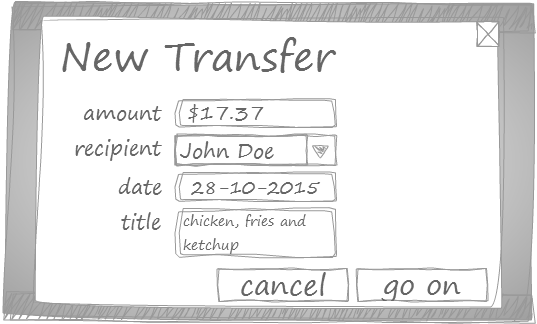 New Transfer
amount $17.37
recipient John Doe
date 28-10-2015
title chicken, fries and
ketchup
cancel go on